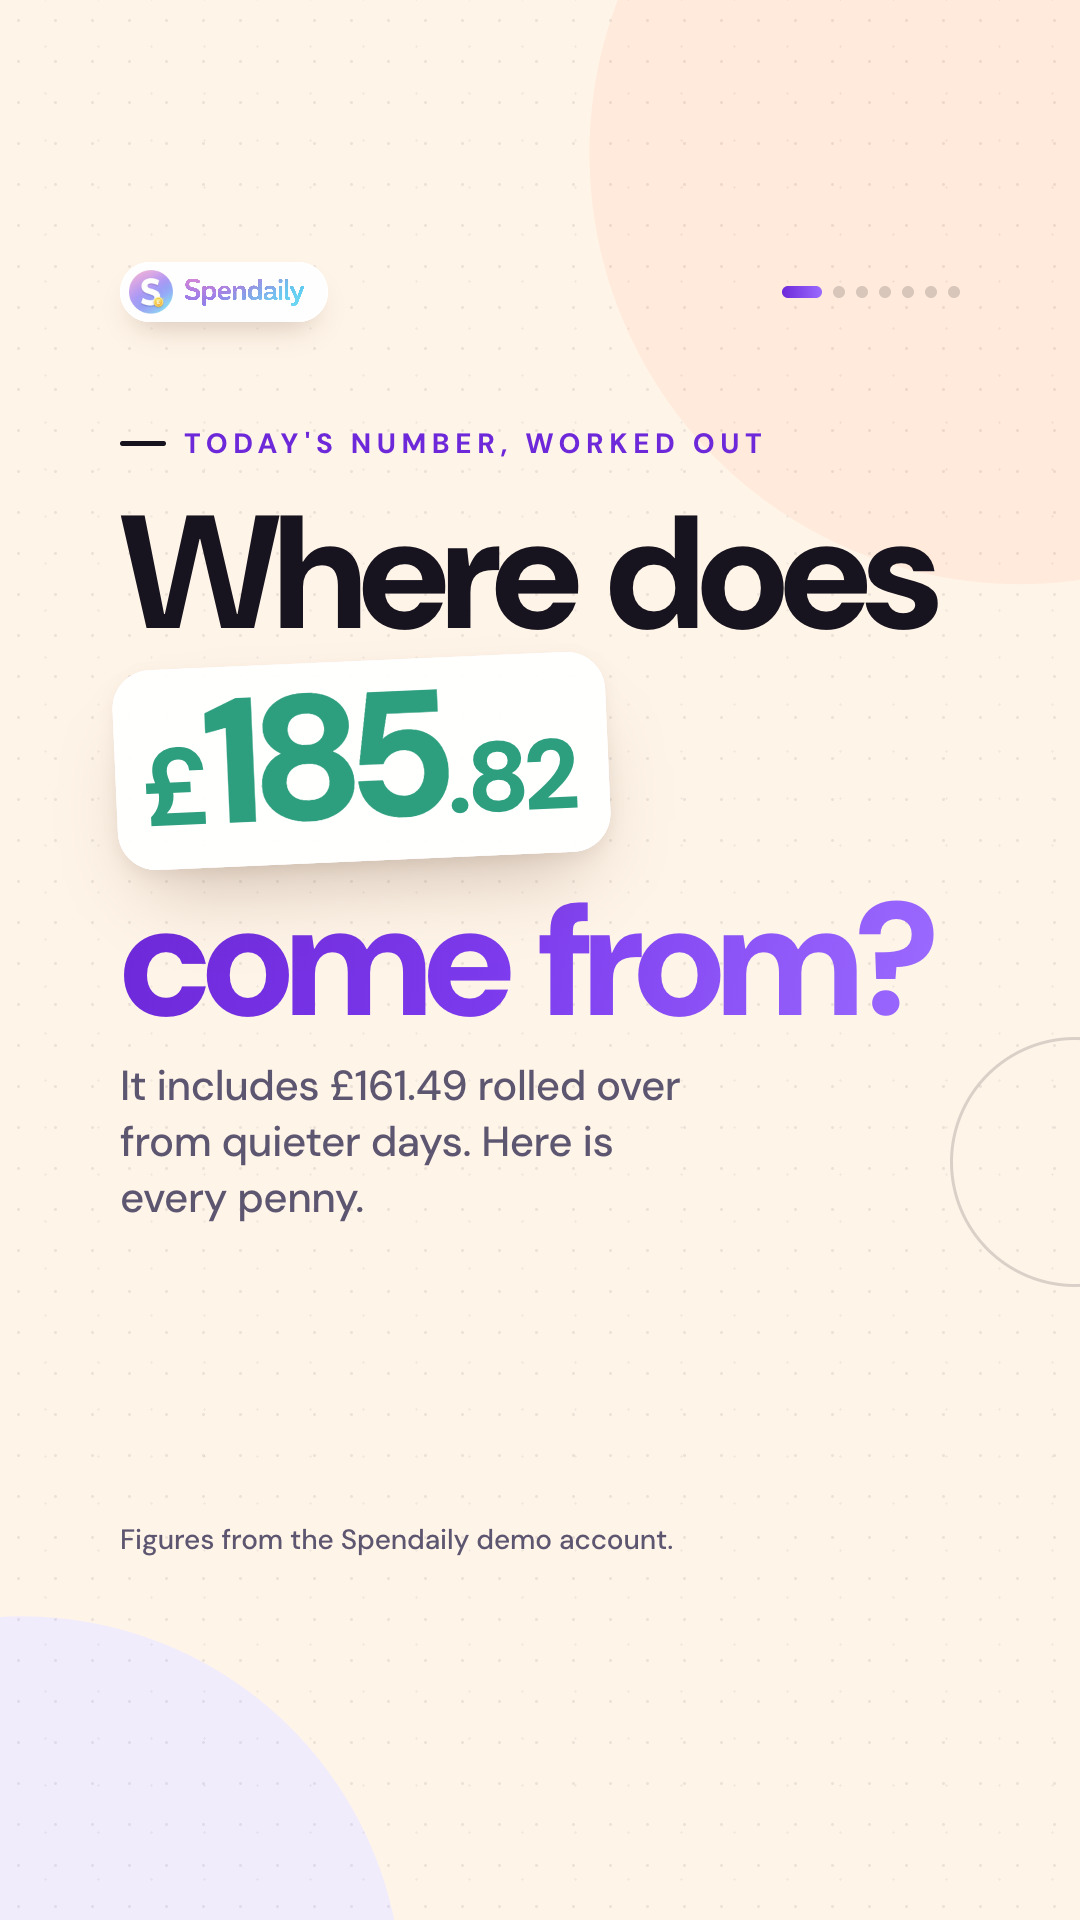 Spendaily
TODAY'S NUMBER, WORKED OUT
Where does
£185.82
come from?
It includes £161.49 rolled over
from quieter days. Here is
every penny.
Figures from the Spendaily demo account.